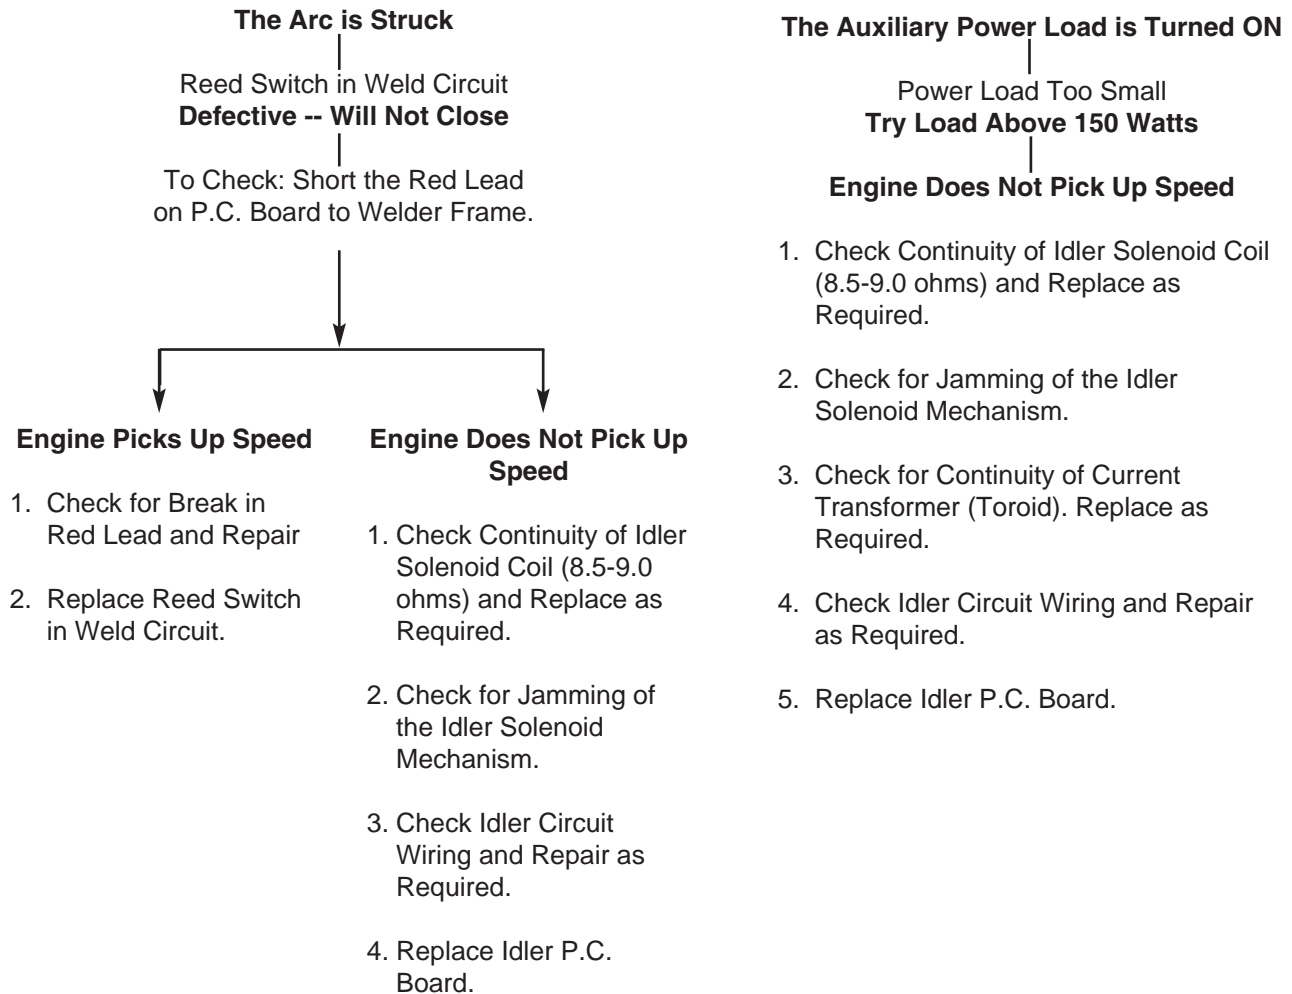 The Arc is Struck
Reed Switch in Weld Circuit
Defective -- Will Not Close
To Check: Short the Red Lead
on P.C. Board to Welder Frame.
Engine Picks Up Speed
1. Check for Break in
Red Lead and Repair
2. Replace Reed Switch
in Weld Circuit.
Engine Does Not Pick Up
Speed
1. Check Continuity of Idler
Solenoid Coil (8.5-9.0
ohms) and Replace as
Required.
2. Check for Jamming of
the Idler Solenoid
Mechanism.
3. Check Idler Circuit
Wiring and Repair as
Required.
4. Replace Idler P.C.
Board.
The Auxiliary Power Load is Turned ON
Power Load Too Small
Try Load Above 150 Watts
Engine Does Not Pick Up Speed
1. Check Continuity of Idler Solenoid Coil
(8.5-9.0 ohms) and Replace as
Required.
2. Check for Jamming of the Idler
Solenoid Mechanism.
3. Check for Continuity of Current
Transformer (Toroid). Replace as
Required.
4. Check Idler Circuit Wiring and Repair
as Required.
5. Replace Idler P.C. Board.